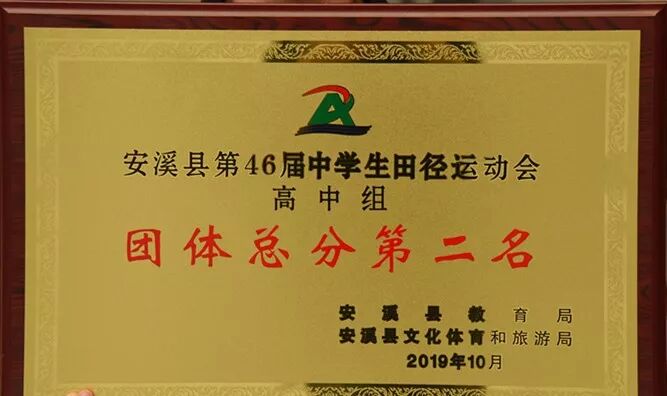 安溪县第46届中学生田径运动会
高中组
团体总分第二名
安溪县教育局
安溪县文化体育和旅游局
2019年10月